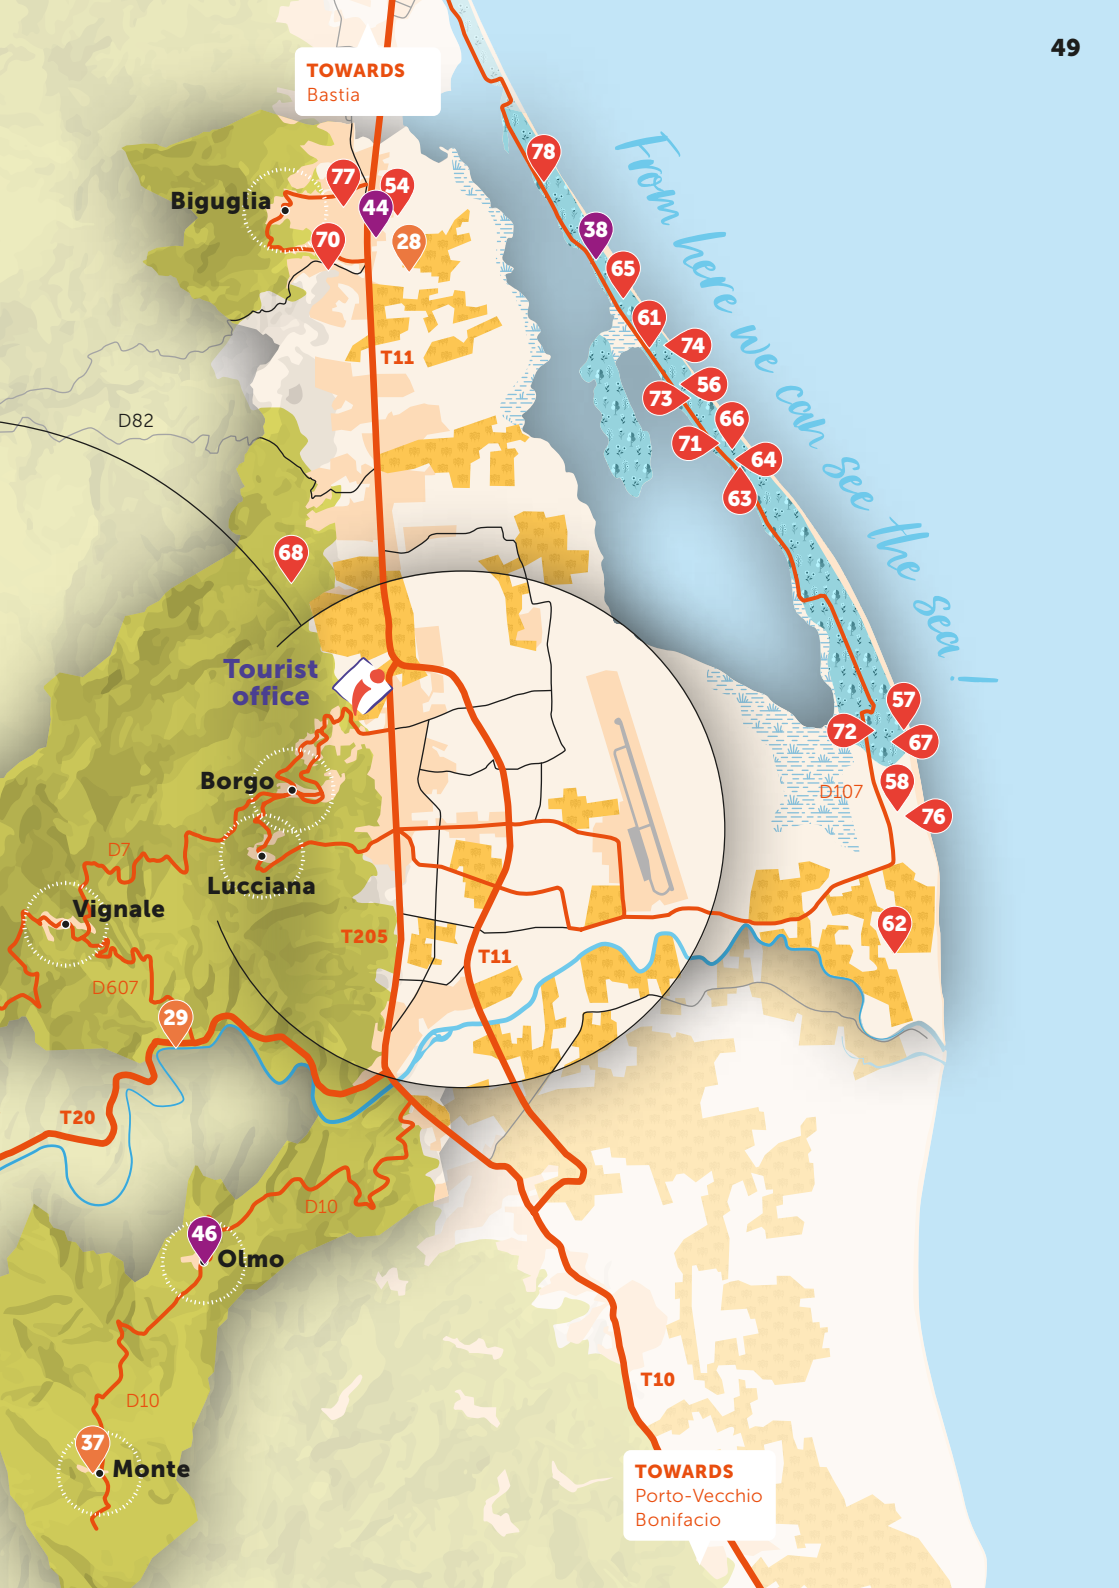 49
TOWARDS
Bastia
78
77
54
Biguglia
44
38
70
28
65
From here we can see the sea !
61
74
T11
56
73
D82
66
71
64
63
68
Tourist
office
57
72
67
Borgo
58
D107
76
D7
Lucciana
Vignale
62
T205
T11
D607
29
T20
D10
46
Olmo
T10
D10
37
Monte
TOWARDS
Porto-Vecchio
Bonifacio